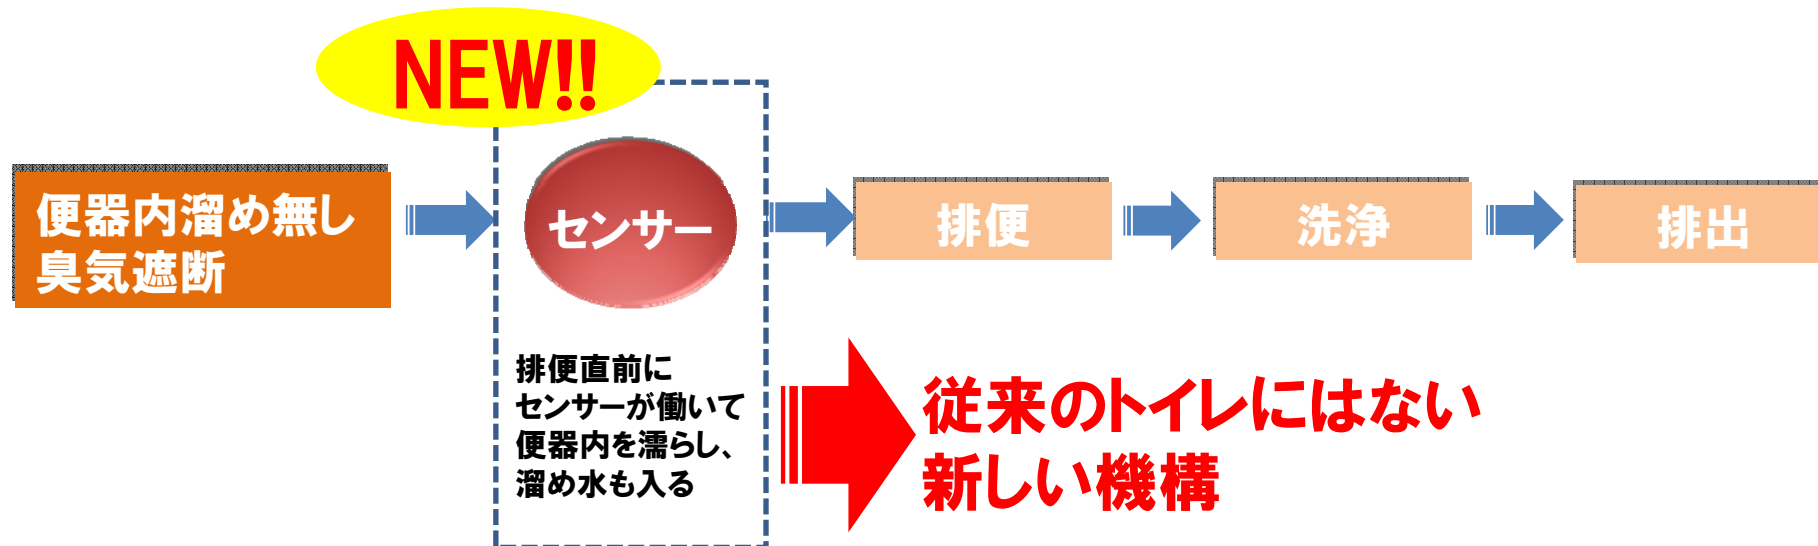 NEW!!
便器内溜め無し
臭気遮断
センサー
排便
洗浄
排出
排便直前に
センサーが働いて
便器内を濡らし、
溜め水も入る
従来のトイレにはない
新しい機構